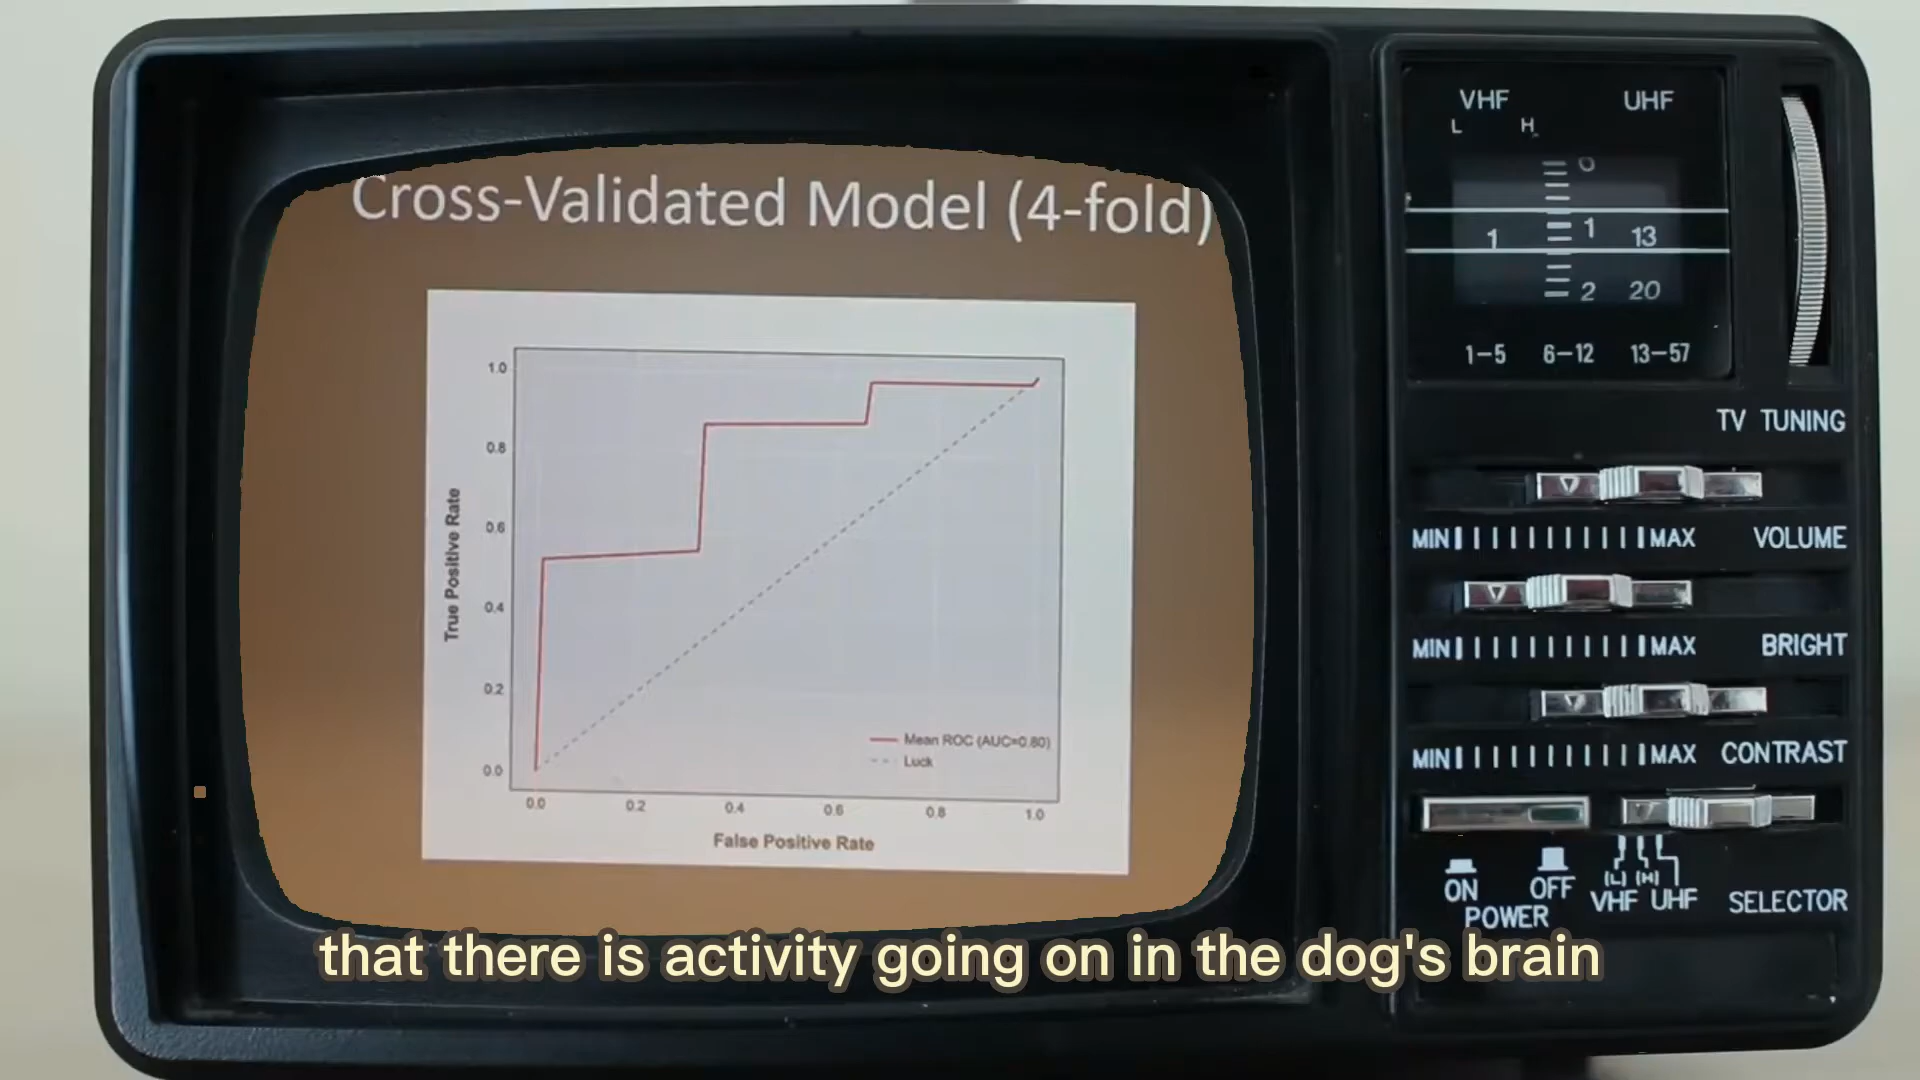 Cross-Validated Model (4-fold)
1.0
0.8
0.6
0.4
0.2
0.0
True Positive Rate
Mean ROC (AUC=0.80)
Luck
0.0 0.2 0.4 0.6 0.8 1.0
False Positive Rate
that there is activity going on in the dog's brain
VHF UHF
L H
0
1 1 13
2 20
1-5 6-12 13-57
TV TUNING
MIN MAX VOLUME
MIN MAX BRIGHT
MIN MAX CONTRAST
ON OFF
POWER
(L) (H)
VHF UHF
SELECTOR